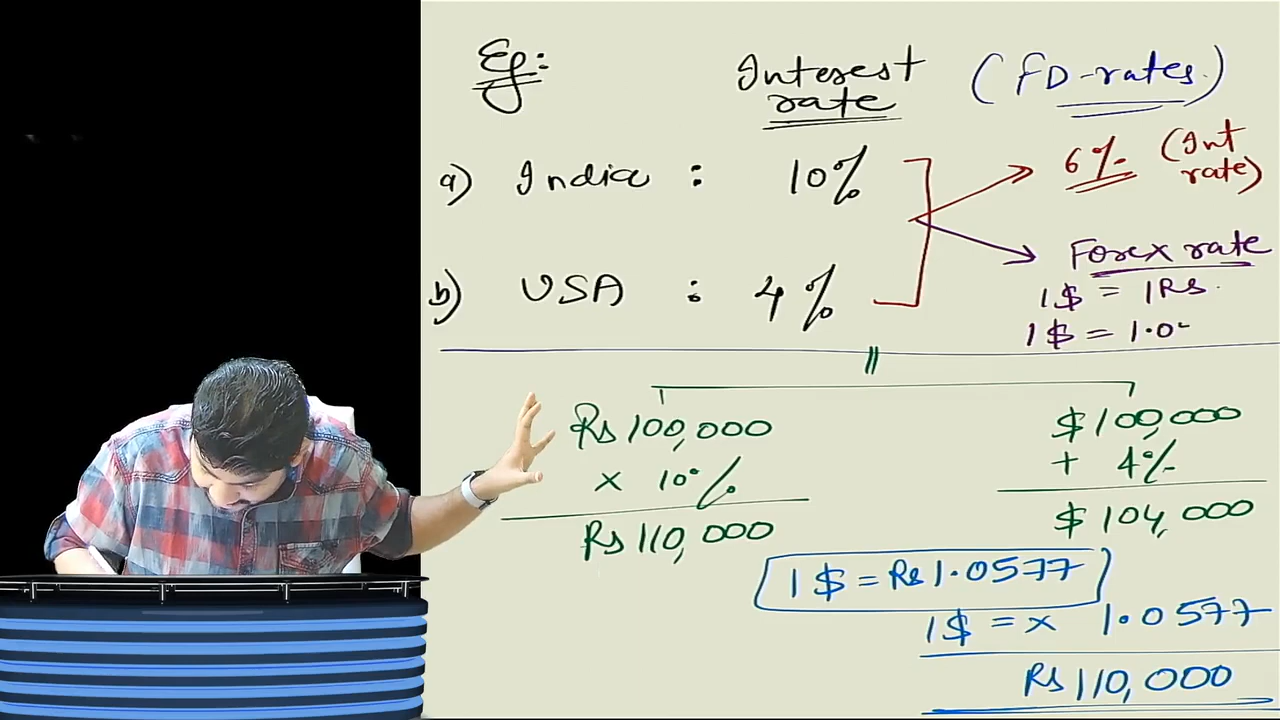 Eg:
Interest rate (FD-rates.)
a) India : 10%
6% (Int rate)
b) USA : 4%
Forex rate
1$ = 1Rs.
1$ = 1.0
Rs 100,000
x 10%
Rs 110,000
$100,000
+ 4%
$ 104,000
1$ = Rs 1.0577
1$ = x 1.0577
Rs 110,000